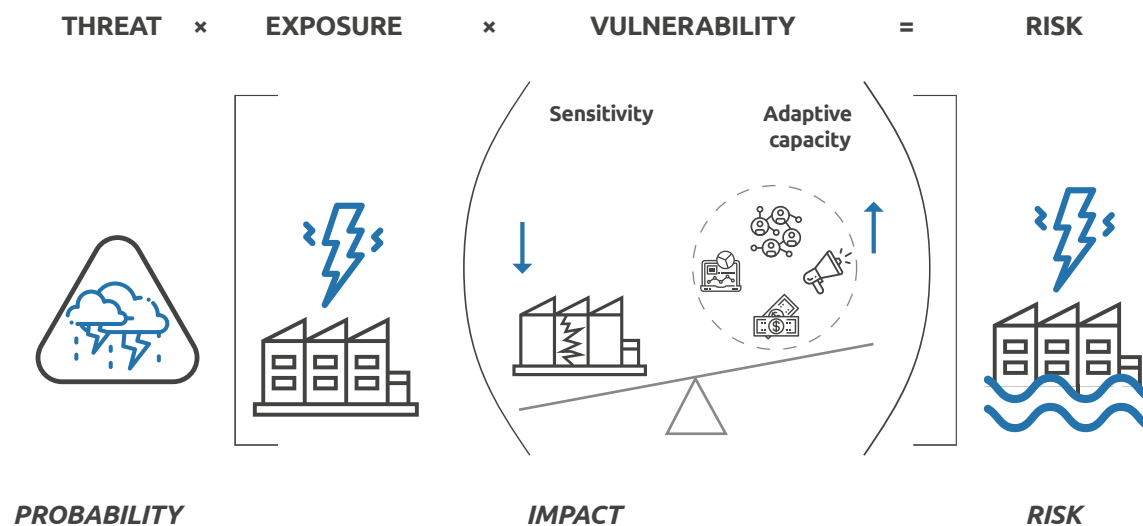 THREAT × EXPOSURE × VULNERABILITY = RISK
Sensitivity
Adaptive
capacity
$
PROBABILITY IMPACT RISK